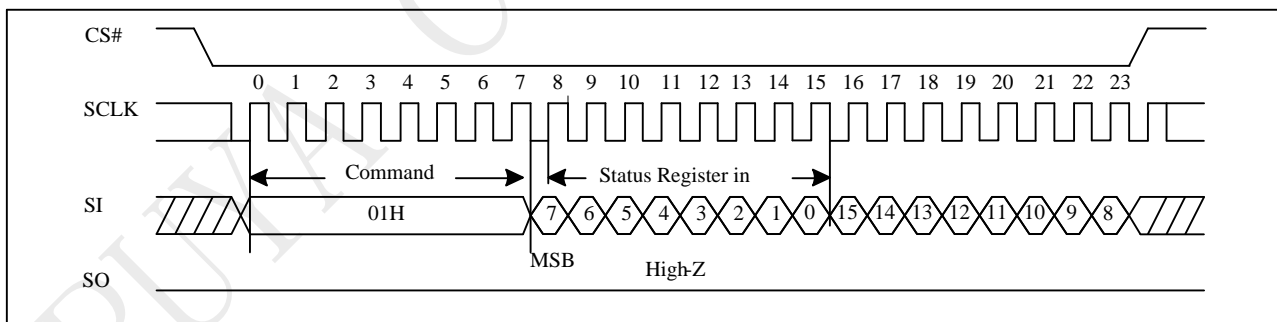 CS#
0 1 2 3 4 5 6 7 8 9 10 11 12 13 14 15 16 17 18 19 20 21 22 23
SCLK
Command
Status Register in
SI
01H
7 6 5 4 3 2 1 0 15 14 13 12 11 10 9 8
MSB
High-Z
SO
PUYA